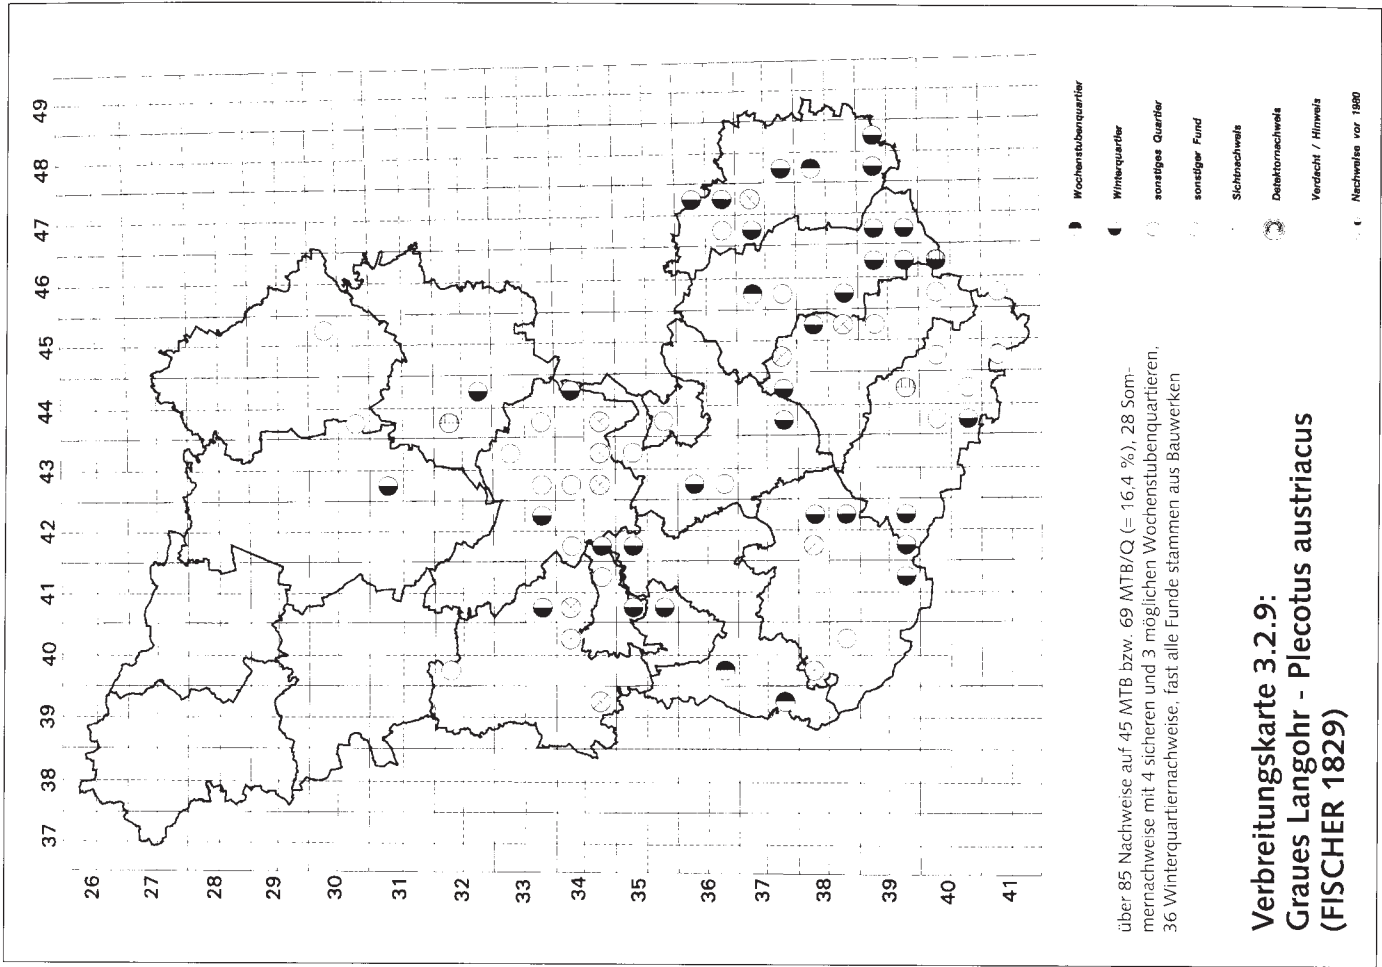 49
48
47
46
45
44
43
42
41
40
39
38
37
26
27
28
29
30
31
32
33
34
35
36
37
38
39
40
41
Wochenstubenquartier
Winterquartier
sonstiges Quartier
sonstiger Fund
Sichtnachweis
Detektornachweis
Verdacht / Hinweis
Nachweise vor 1980
über 85 Nachweise auf 45 MTB bzw. 69 MTB/Q (= 16,4 %), 28 Som-
mernachweise mit 4 sicheren und 3 möglichen Wochenstubenquartieren,
36 Winterquartiernachweise, fast alle Funde stammen aus Bauwerken
Verbreitungskarte 3.2.9:
Graues Langohr - Plecotus austriacus
(FISCHER 1829)